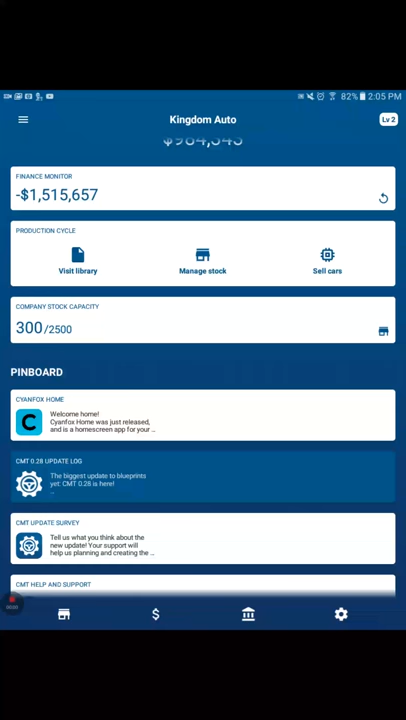 82% 2:05 PM
Kingdom Auto
Lv 2
FINANCE MONITOR
-$1,515,657
PRODUCTION CYCLE
Visit library
Manage stock
Sell cars
COMPANY STOCK CAPACITY
300/2500
PINBOARD
CYANFOX HOME
C
Welcome home!
Cyanfox Home was just released,
and is a homescreen app for your ...
CMT 0.28 UPDATE LOG
The biggest update to blueprints
yet: CMT 0.28 is here!
...
CMT UPDATE SURVEY
Tell us what you think about the
new update! Your support will
help us planning and creating the ...
CMT HELP AND SUPPORT
$